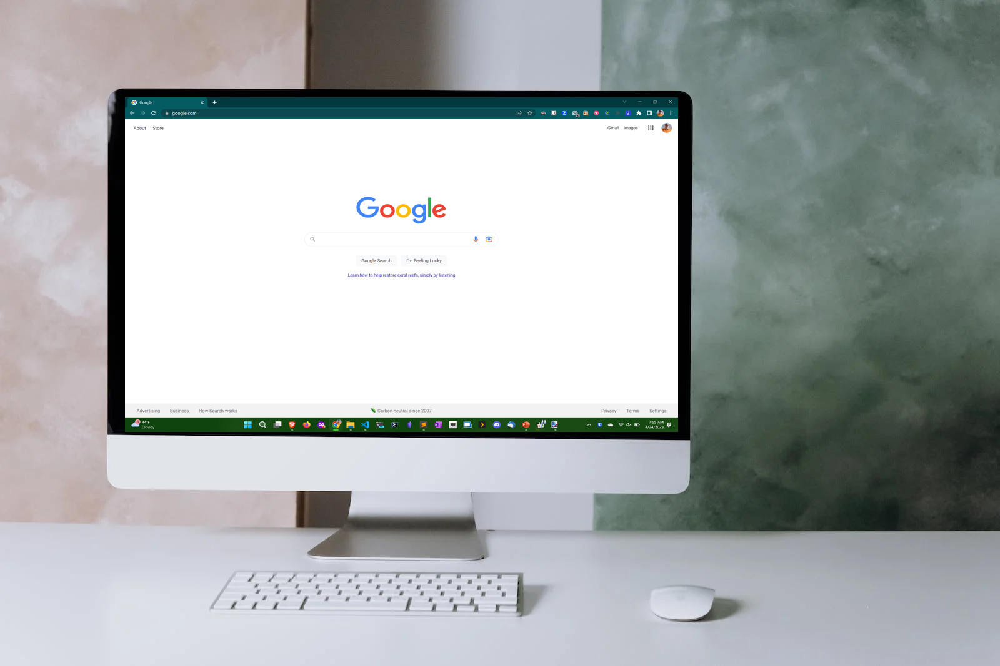 Google
google.com
About Store Gmail Images
Google
Google Search I'm Feeling Lucky
Learn how to help restore coral reefs, simply by listening
Advertising Business How Search works Carbon neutral since 2007 Privacy Terms Settings
44°F
Cloudy
7:15 AM
4/24/2023